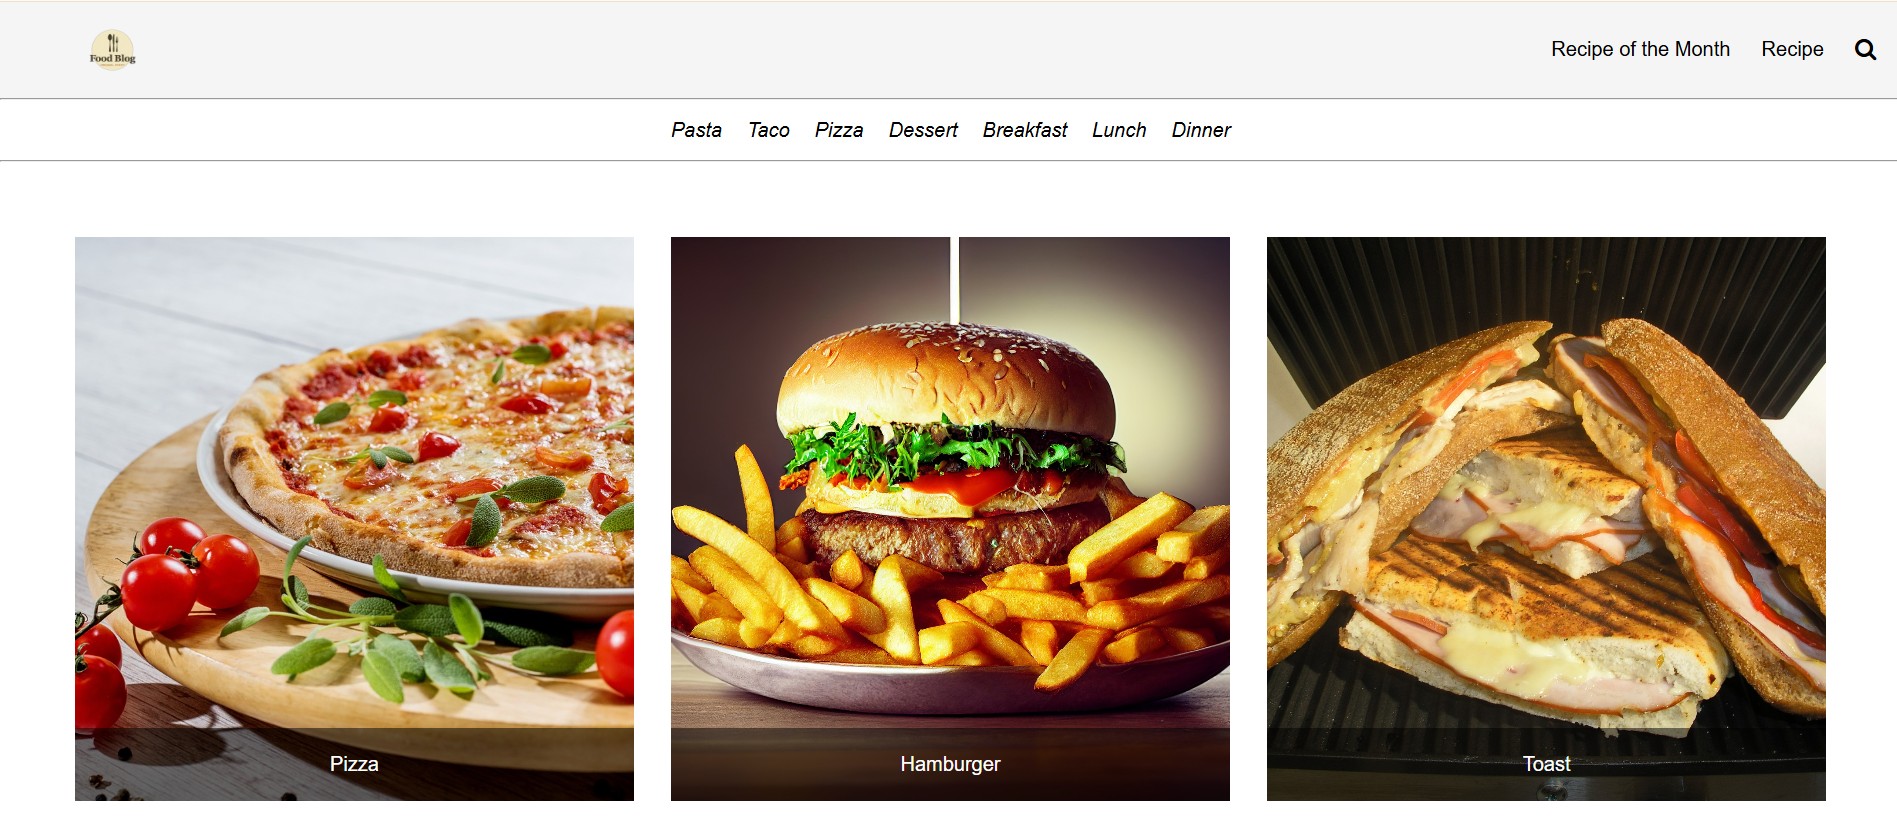 Food Blog
Recipe of the Month Recipe
Pasta Taco Pizza Dessert Breakfast Lunch Dinner
Pizza Hamburger Toast